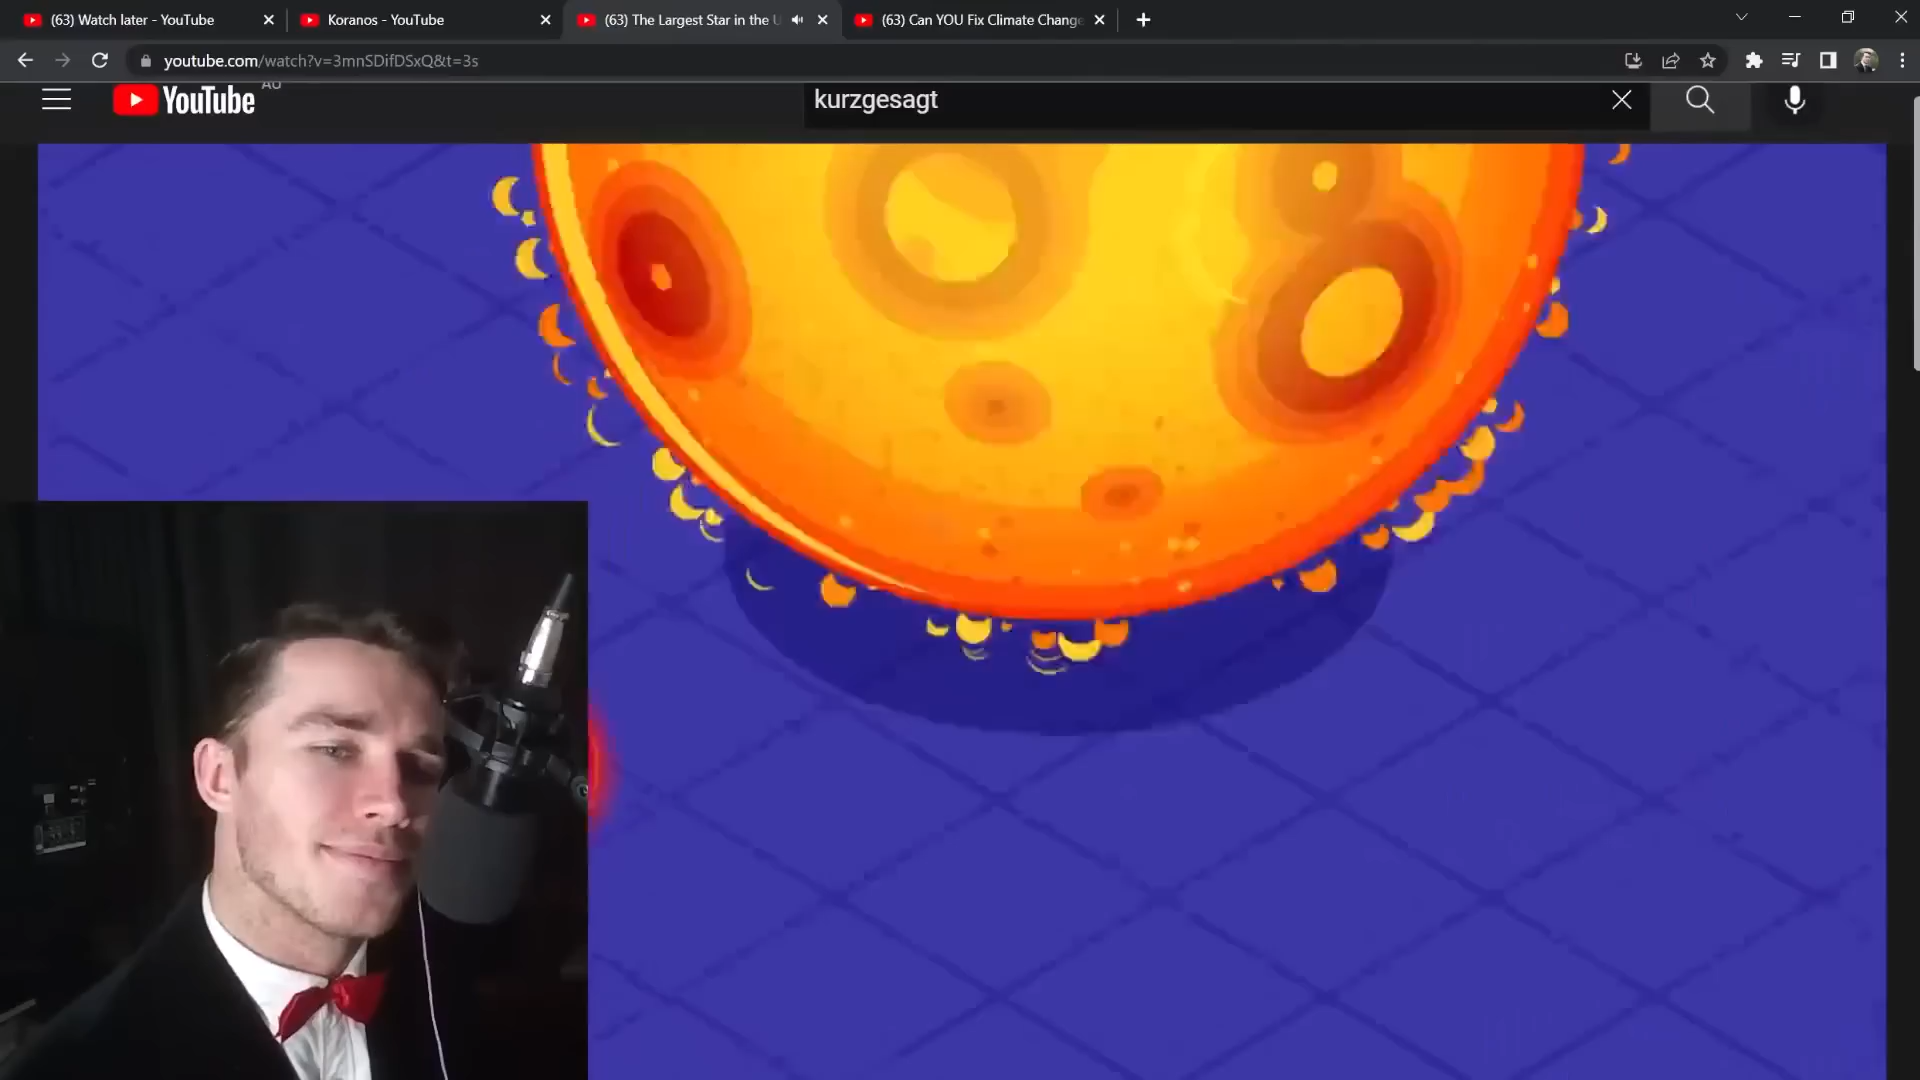 (63) Watch later - YouTube
Koranos - YouTube
(63) The Largest Star in the U
(63) Can YOU Fix Climate Change
youtube.com/watch?v=3mnSDifDSxQ&t=3s
YouTube
AU
kurzgesagt